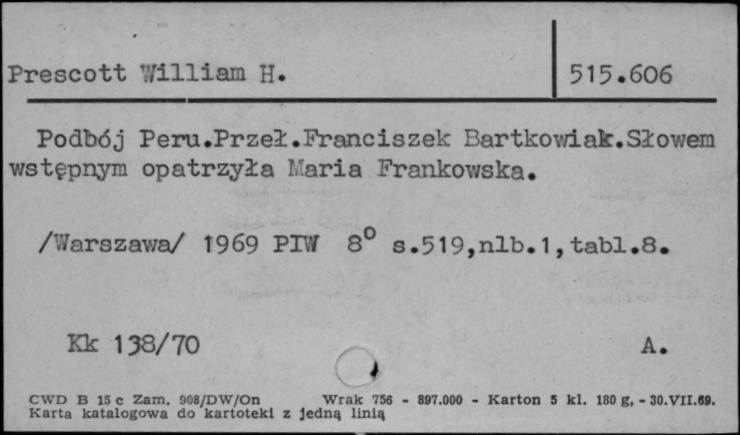 Prescott William H.
515.606
Podbój Peru.Przeł.Franciszek Bartkowiak.Słowem
wstępnym opatrzyła Maria Frankowska.
/Warszawa/ 1969 PIW 8° s.519,nlb.1,tabl.8.
Kk 138/70
A.
CWD B 15 c Zam. 908/DW/On Wrak 756 - 897.000 - Karton 5 kl. 180 g, - 30.VII.69.
Karta katalogowa do kartoteki z jedną linią